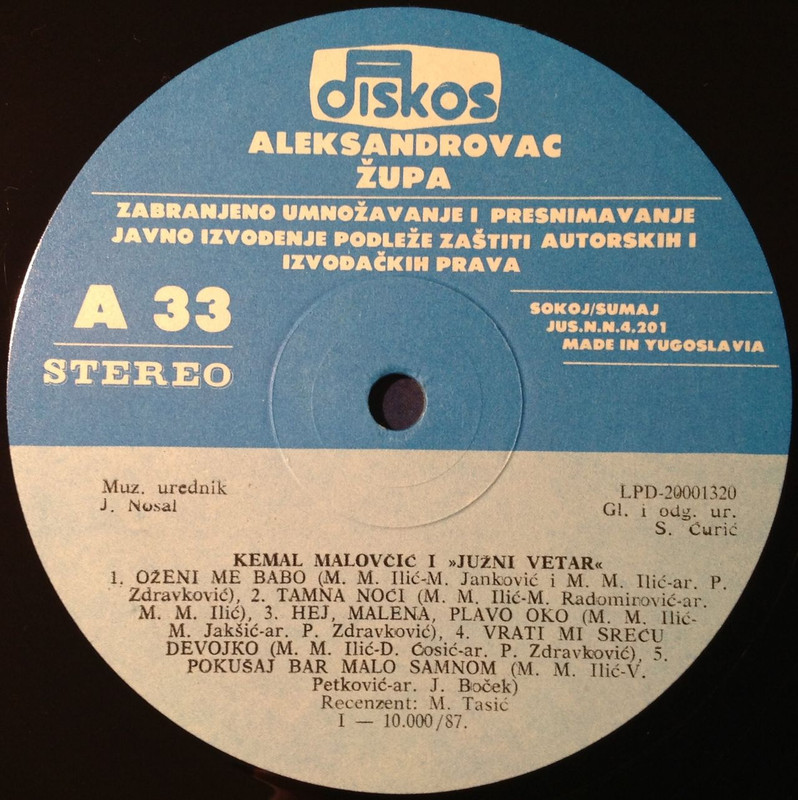 diskos
ALEKSANDROVAC
ŽUPA
ZABRANJENO UMNOŽAVANJE I PRESNIMAVANJE
JAVNO IZVOĐENJE PODLEŽE ZAŠTITI AUTORSKIH I
IZVOĐAČKIH PRAVA
A 33
STEREO
SOKOJ/SUMAJ
JUS.N.N.4.201
MADE IN YUGOSLAVIA
Muz. urednik
J. Nosal
LPD-20001320
Gl. i odg. ur.
S. Ćurić
KEMAL MALOVČIĆ I »JUŽNI VETAR«
1. OŽENI ME BABO (M. M. Ilić-M. Janković i M. M. Ilić-ar. P.
Zdravković), 2. TAMNA NOĆI (M. M. Ilić-M. Radomirović-ar.
M. M. Ilić), 3. HEJ, MALENA, PLAVO OKO (M. M. Ilić-
M. Jakšić-ar. P. Zdravković), 4. VRATI MI SREĆU
DEVOJKO (M. M. Ilić-D. Ćosić-ar. P. Zdravković), 5.
POKUŠAJ BAR MALO SAMNOM (M. M. Ilić-V.
Petković-ar. J. Boček)
Recenzent: M. Tasić
I — 10.000/87.